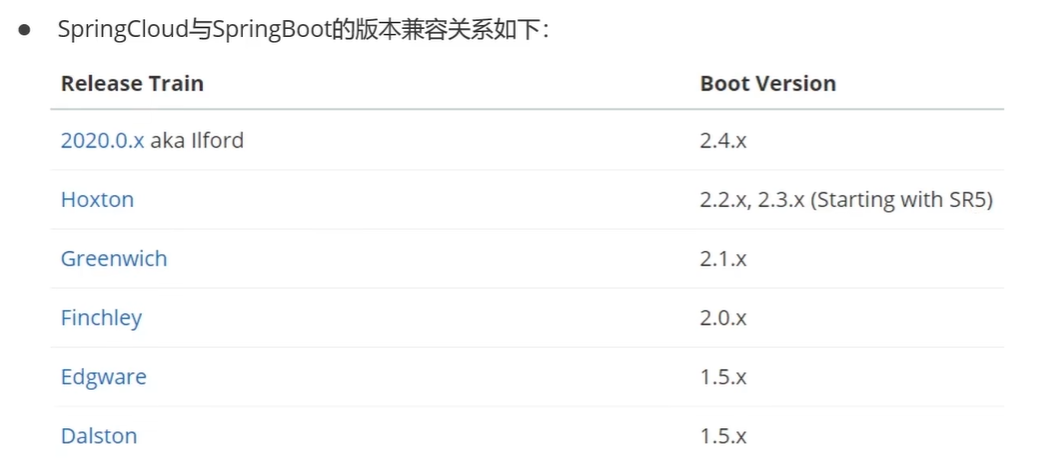 ● SpringCloud与SpringBoot的版本兼容关系如下：
Release Train Boot Version
2020.0.x aka Ilford 2.4.x
Hoxton 2.2.x, 2.3.x (Starting with SR5)
Greenwich 2.1.x
Finchley 2.0.x
Edgware 1.5.x
Dalston 1.5.x